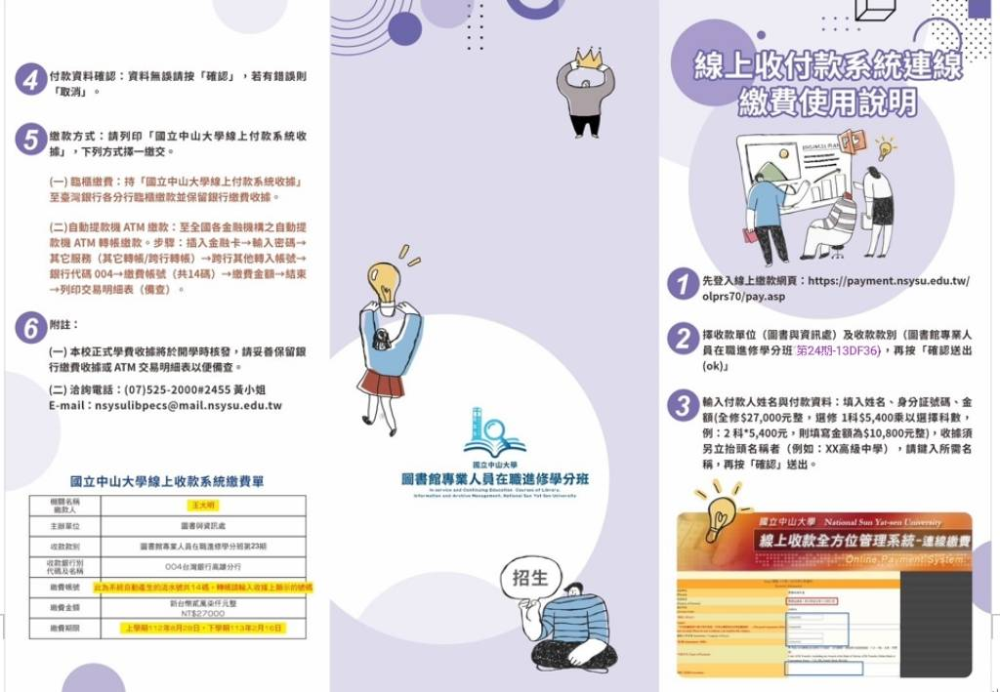 4
付款資料確認：資料無誤請按「確認」，若有錯誤則
「取消」。
5
繳款方式：請列印「國立中山大學線上付款系統收
據」，下列方式擇一繳交。
(一) 臨櫃繳費：持「國立中山大學線上付款系統收據」
至臺灣銀行各分行臨櫃繳款並保留銀行繳費收據。
(二)自動提款機 ATM 繳款：至全國各金融機構之自動提
款機 ATM 轉帳繳款。步驟：插入金融卡→輸入密碼→
其它服務（其它轉帳/跨行轉帳）→跨行其他轉入帳號→
銀行代碼 004→繳費帳號（共14碼）→繳費金額→結束
→列印交易明細表（備查）。
6
附註：
(一) 本校正式學費收據將於開學時核發，請妥善保留銀
行繳費收據或 ATM 交易明細表以便備查。
(二) 洽詢電話：(07)525-2000#2455 黃小姐
E-mail：nsysulibpecs@mail.nsysu.edu.tw
國立中山大學線上收款系統繳費單
機關名稱
繳款人
王大明
主辦單位
圖書與資訊處
收款款別
圖書館專業人員在職進修學分班第23期
收款銀行別
代碼及名稱
004台灣銀行高雄分行
繳費帳號
此為系統自動產生的流水號共14碼，轉帳請輸入收據上顯示的號碼
繳費金額
新台幣貳萬柒仟元整
NT$27000
繳費期限
上學期112年8月28日，下學期113年2月16日
國立中山大學
圖書館專業人員在職進修學分班
In-service and Continuing Education Courses of Library,
Information and Archive Management, National Sun Yat-Sen University
招生
線上收付款系統連線
繳費使用說明
BUSINESS PLAN
1
先登入線上繳款網頁：https://payment.nsysu.edu.tw/
olprs70/pay.asp
2
擇收款單位（圖書與資訊處）及收款款別（圖書館專業人
員在職進修學分班 第24期-13DF36)，再按「確認送出
(ok)」
3
輸入付款人姓名與付款資料：填入姓名、身分証號碼、金
額(全修$27,000元整，選修 1科$5,400乘以選擇科數，
例：2 科*5,400元，則填寫金額為$10,800元整)，收據須
另立抬頭名稱者（例如：XX高級中學），請鍵入所需名
稱，再按「確認」送出。
國立中山大學 National Sun Yat-sen University
線上收款全方位管理系統-連線繳費
Online Payment System